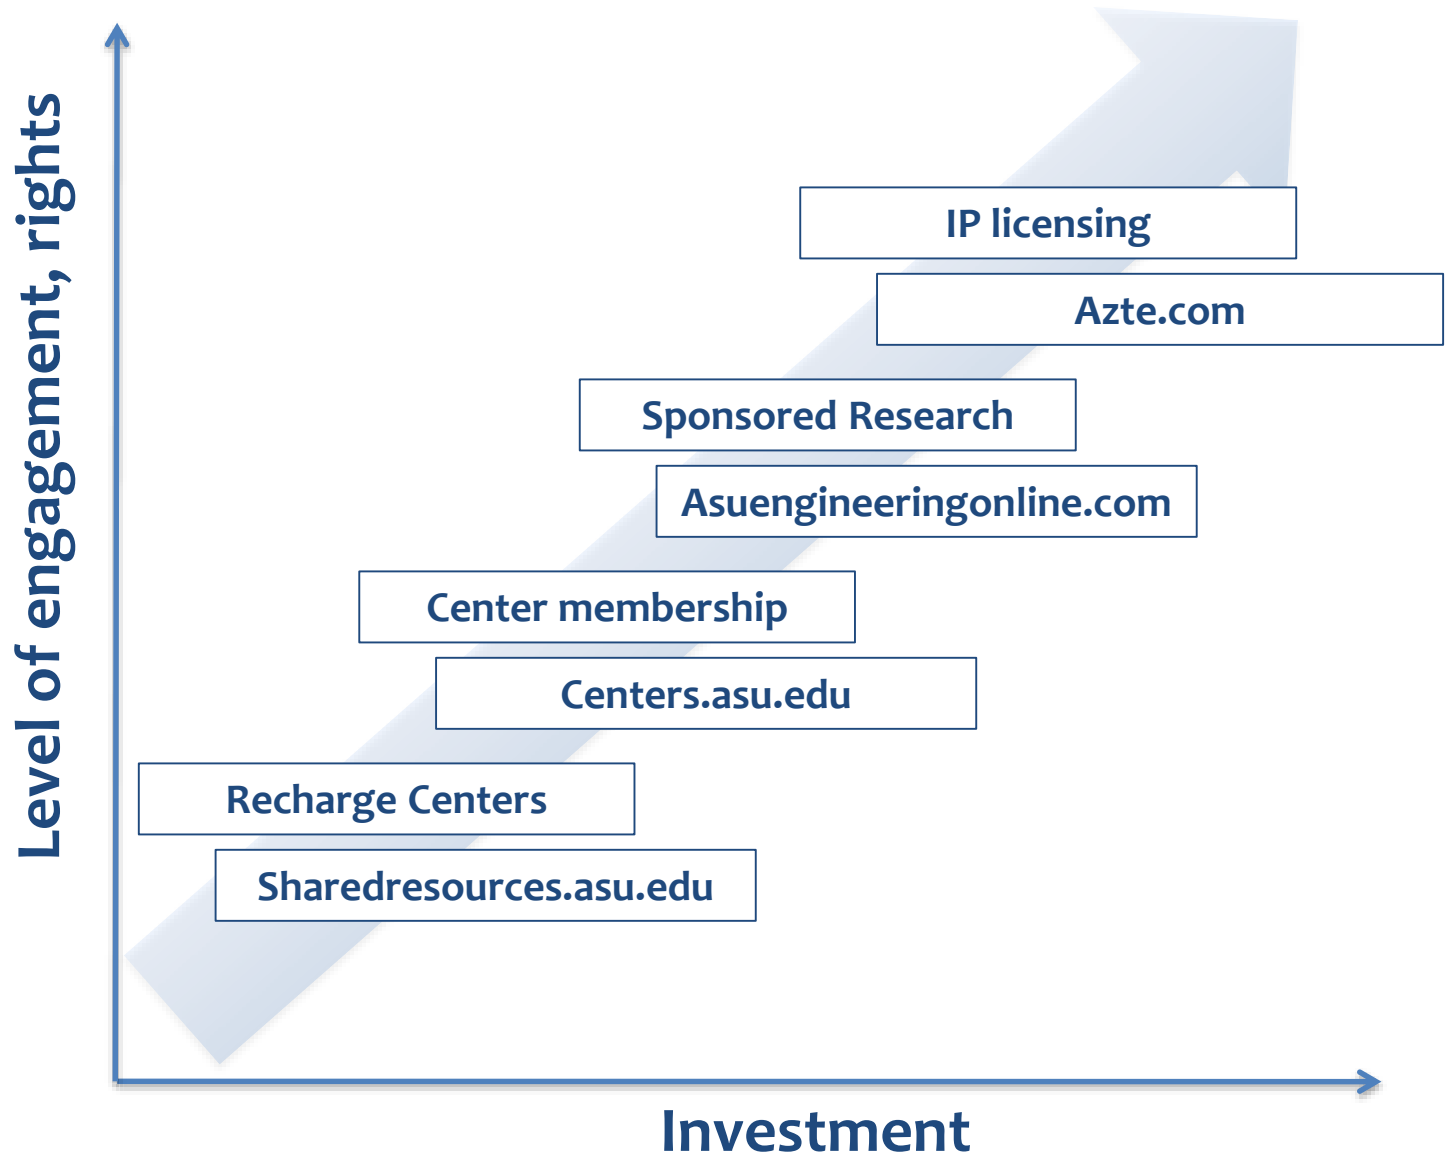 Level of engagement, rights
IP licensing
Azte.com
Sponsored Research
Asuengineeringonline.com
Center membership
Centers.asu.edu
Recharge Centers
Sharedresources.asu.edu
Investment